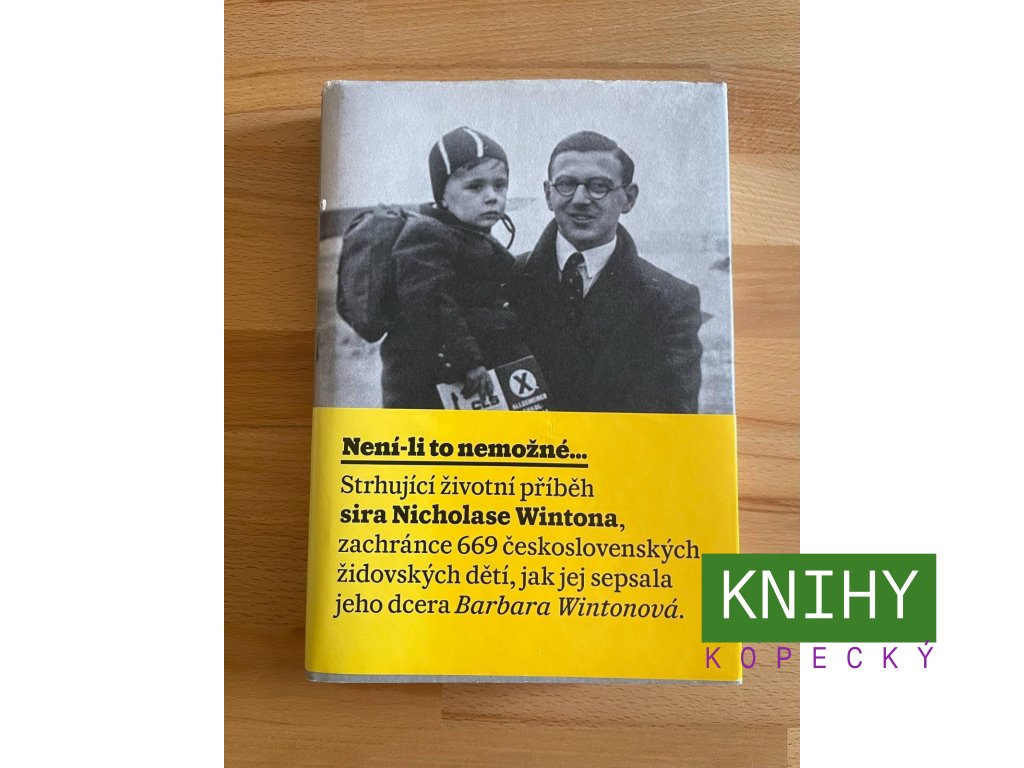 X
ALLGEMEINER
Není-li to nemožné...
Strhující životní příběh
sira Nicholase Wintona,
zachránce 669 československých
židovských dětí, jak jej sepsala
jeho dcera Barbara Wintonová.
KNIHY
KOPECKÝ